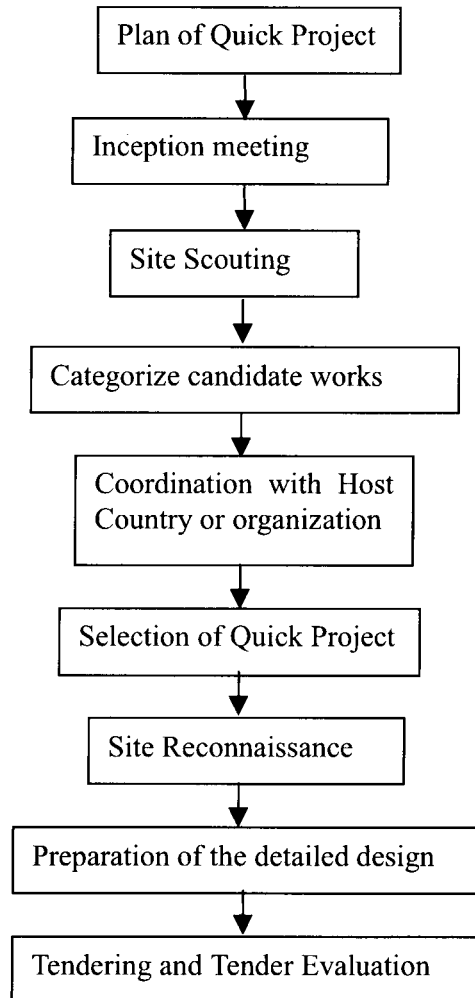 Plan of Quick Project
Inception meeting
Site Scouting
Categorize candidate works
Coordination with Host
Country or organization
Selection of Quick Project
Site Reconnaissance
Preparation of the detailed design
Tendering and Tender Evaluation